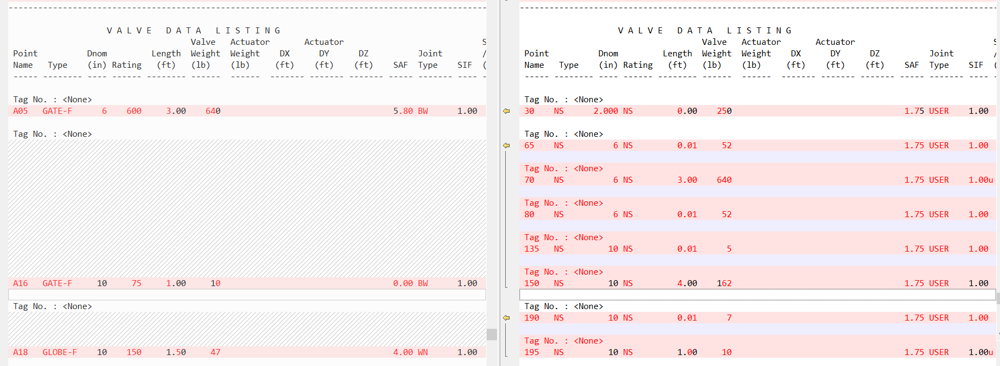 --------------------------------------------------------------------------------
V A L V E   D A T A   L I S T I N G
Valve Actuator Actuator S
Point Dnom Length Weight Weight DX DY DZ Joint /
Name Type (in) Rating (ft) (lb) (lb) (ft) (ft) (ft) SAF Type SIF (
----- -------- ---- ------ -------- ------ ------ ------- ------- ------- ----- ------- ---- -
Tag No. : <None>
A05 GATE-F 6 600 3.00 640 5.80 BW 1.00
Tag No. : <None>
A16 GATE-F 10 75 1.00 10 0.00 BW 1.00
Tag No. : <None>
A18 GLOBE-F 10 150 1.50 47 4.00 WN 1.00
--------------------------------------------------------------------------------
V A L V E   D A T A   L I S T I N G
Valve Actuator Actuator S
Point Dnom Length Weight Weight DX DY DZ Joint /
Name Type (in) Rating (ft) (lb) (lb) (ft) (ft) (ft) SAF Type SIF (
----- -------- ---- ------ -------- ------ ------ ------- ------- ------- ----- ------- ---- -
Tag No. : <None>
30 NS 2.000 NS 0.00 250 1.75 USER 1.00
Tag No. : <None>
65 NS 6 NS 0.01 52 1.75 USER 1.00
Tag No. : <None>
70 NS 6 NS 3.00 640 1.75 USER 1.00u
Tag No. : <None>
80 NS 6 NS 0.01 52 1.75 USER 1.00
Tag No. : <None>
135 NS 10 NS 0.01 5 1.75 USER 1.00
Tag No. : <None>
150 NS 10 NS 4.00 162 1.75 USER 1.00
Tag No. : <None>
190 NS 10 NS 0.01 7 1.75 USER 1.00
Tag No. : <None>
195 NS 10 NS 1.00 10 1.75 USER 1.00u